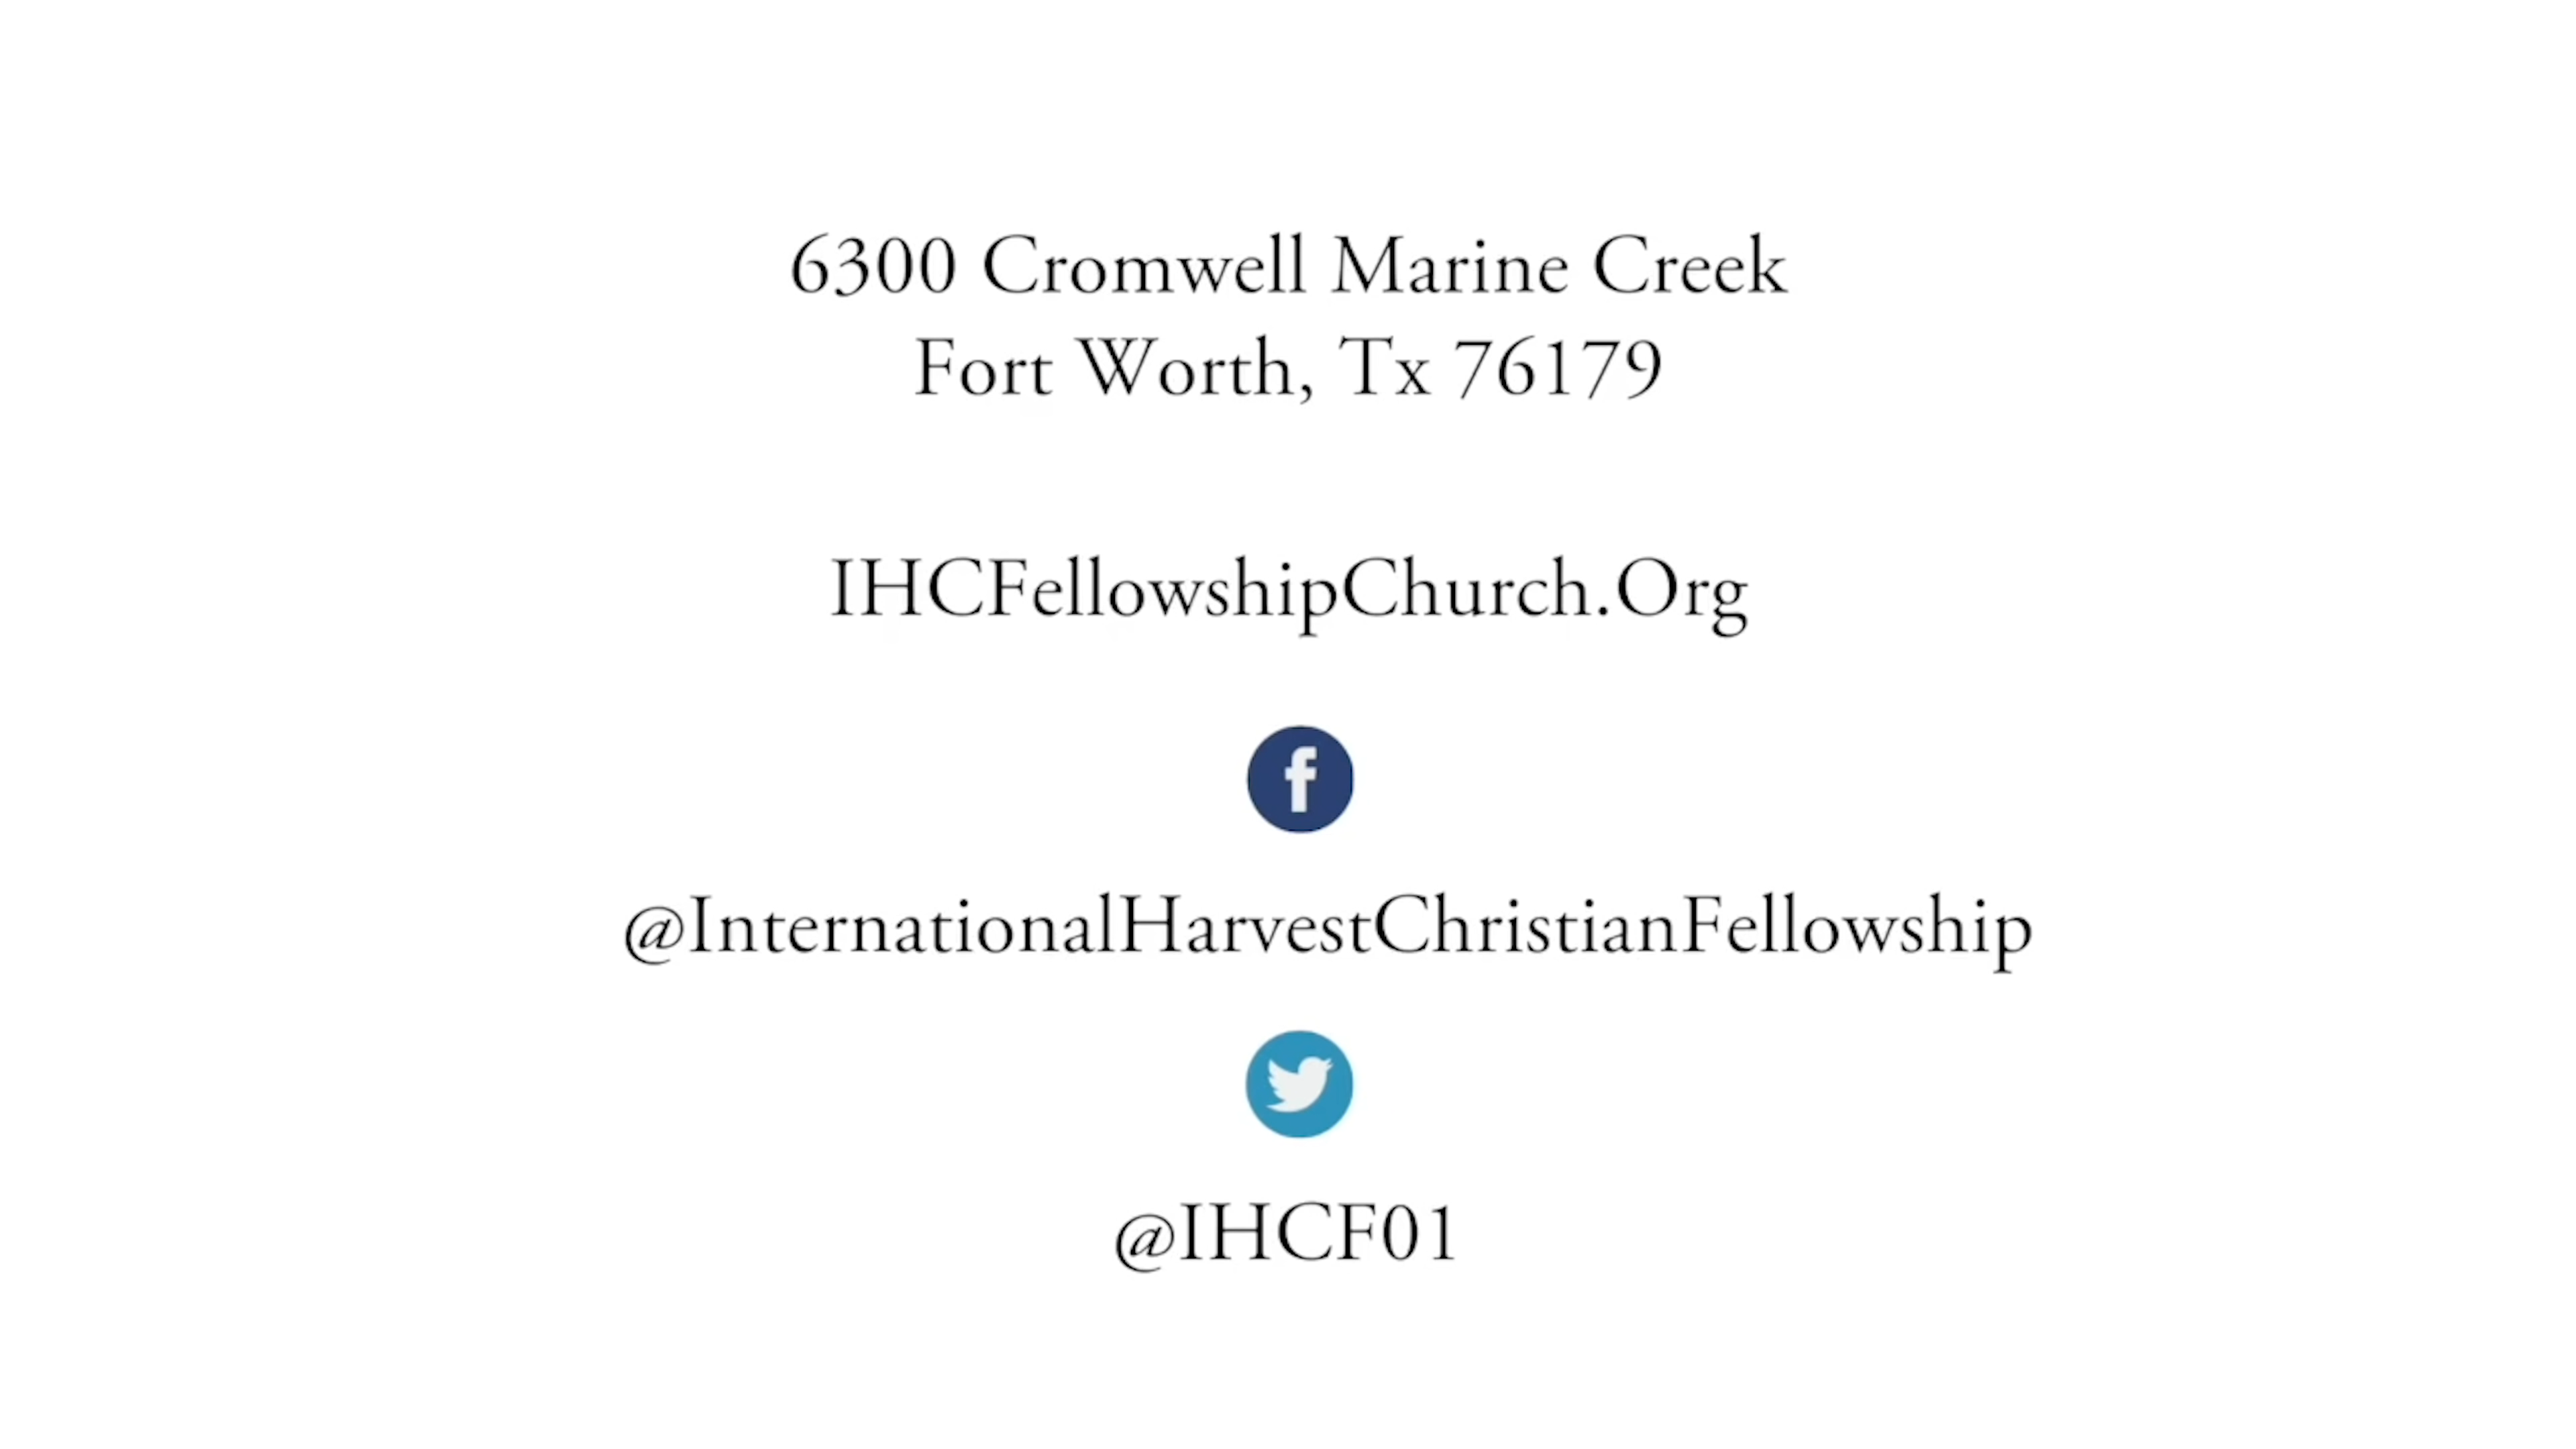 6300 Cromwell Marine Creek
Fort Worth, Tx 76179
IHCFellowshipChurch.Org
f
@InternationalHarvestChristianFellowship
@IHCF01